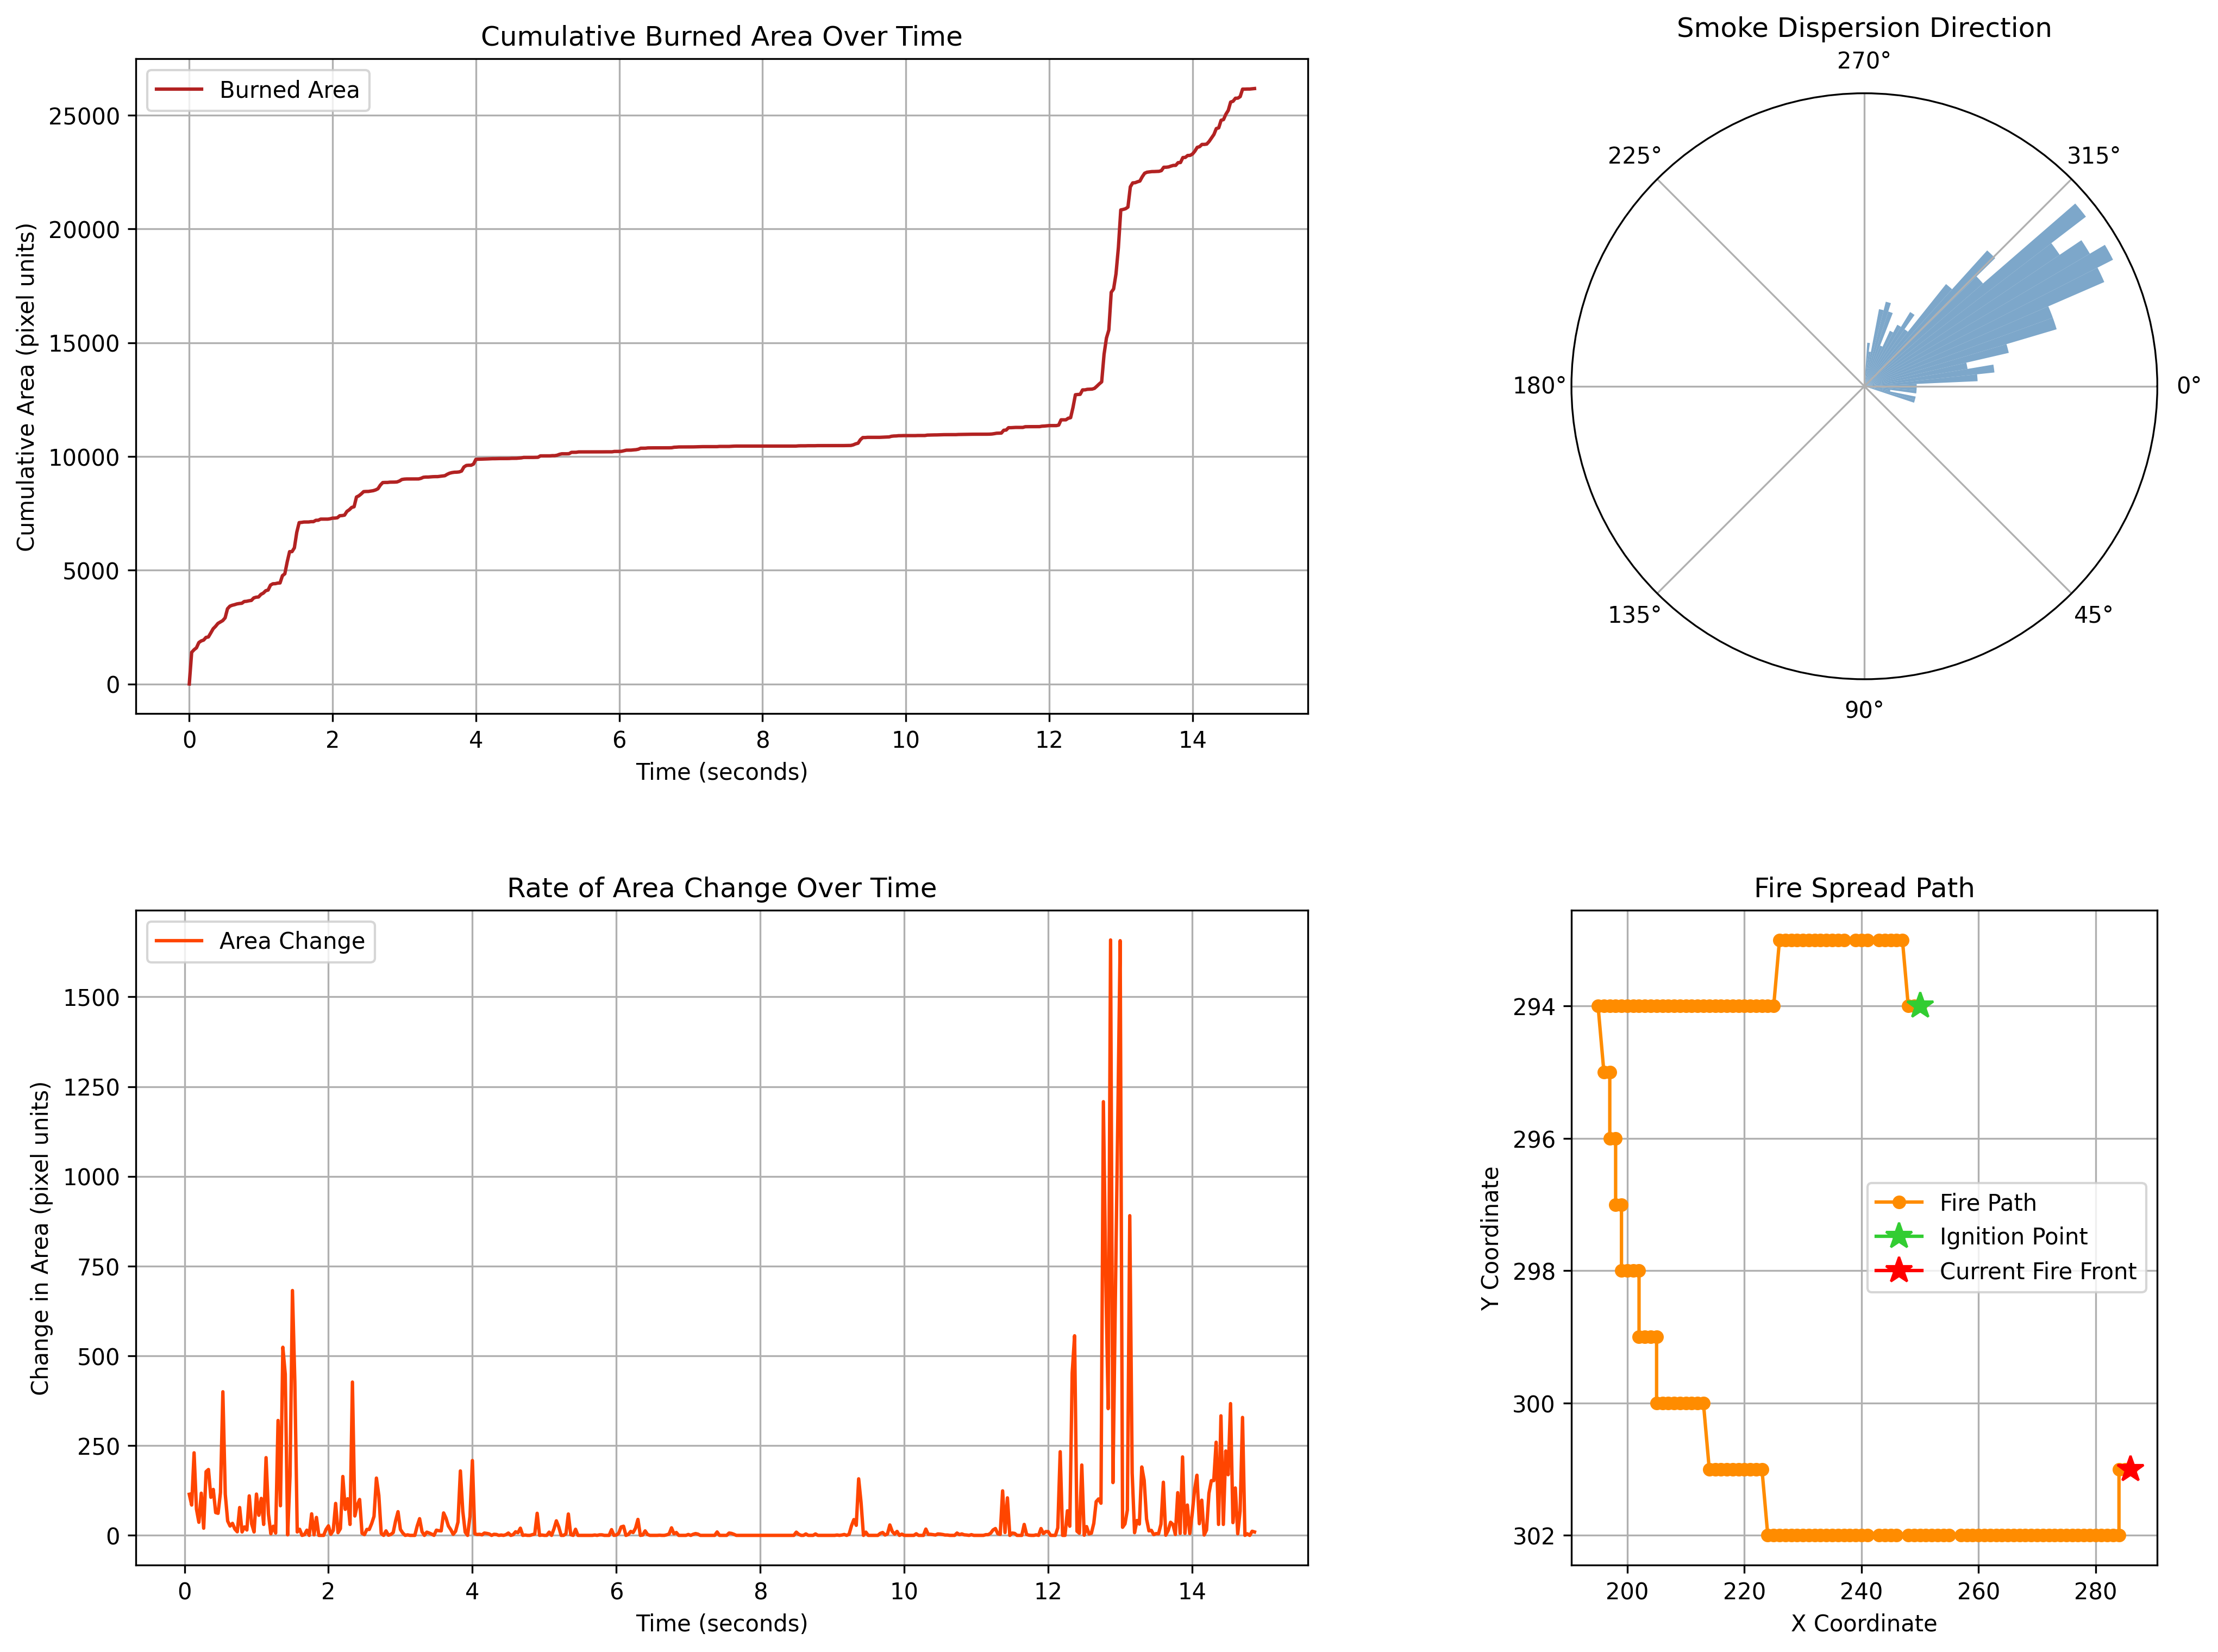 Cumulative Burned Area Over Time
Burned Area
25000
20000
15000
10000
5000
0
Cumulative Area (pixel units)
0 2 4 6 8 10 12 14
Time (seconds)
Smoke Dispersion Direction
270°
225° 315°
180° 0°
135° 45°
90°
Rate of Area Change Over Time
Area Change
1500
1250
1000
750
500
250
0
Change in Area (pixel units)
0 2 4 6 8 10 12 14
Time (seconds)
Fire Spread Path
294
296
298
300
302
Y Coordinate
Fire Path
Ignition Point
Current Fire Front
200 220 240 260 280
X Coordinate